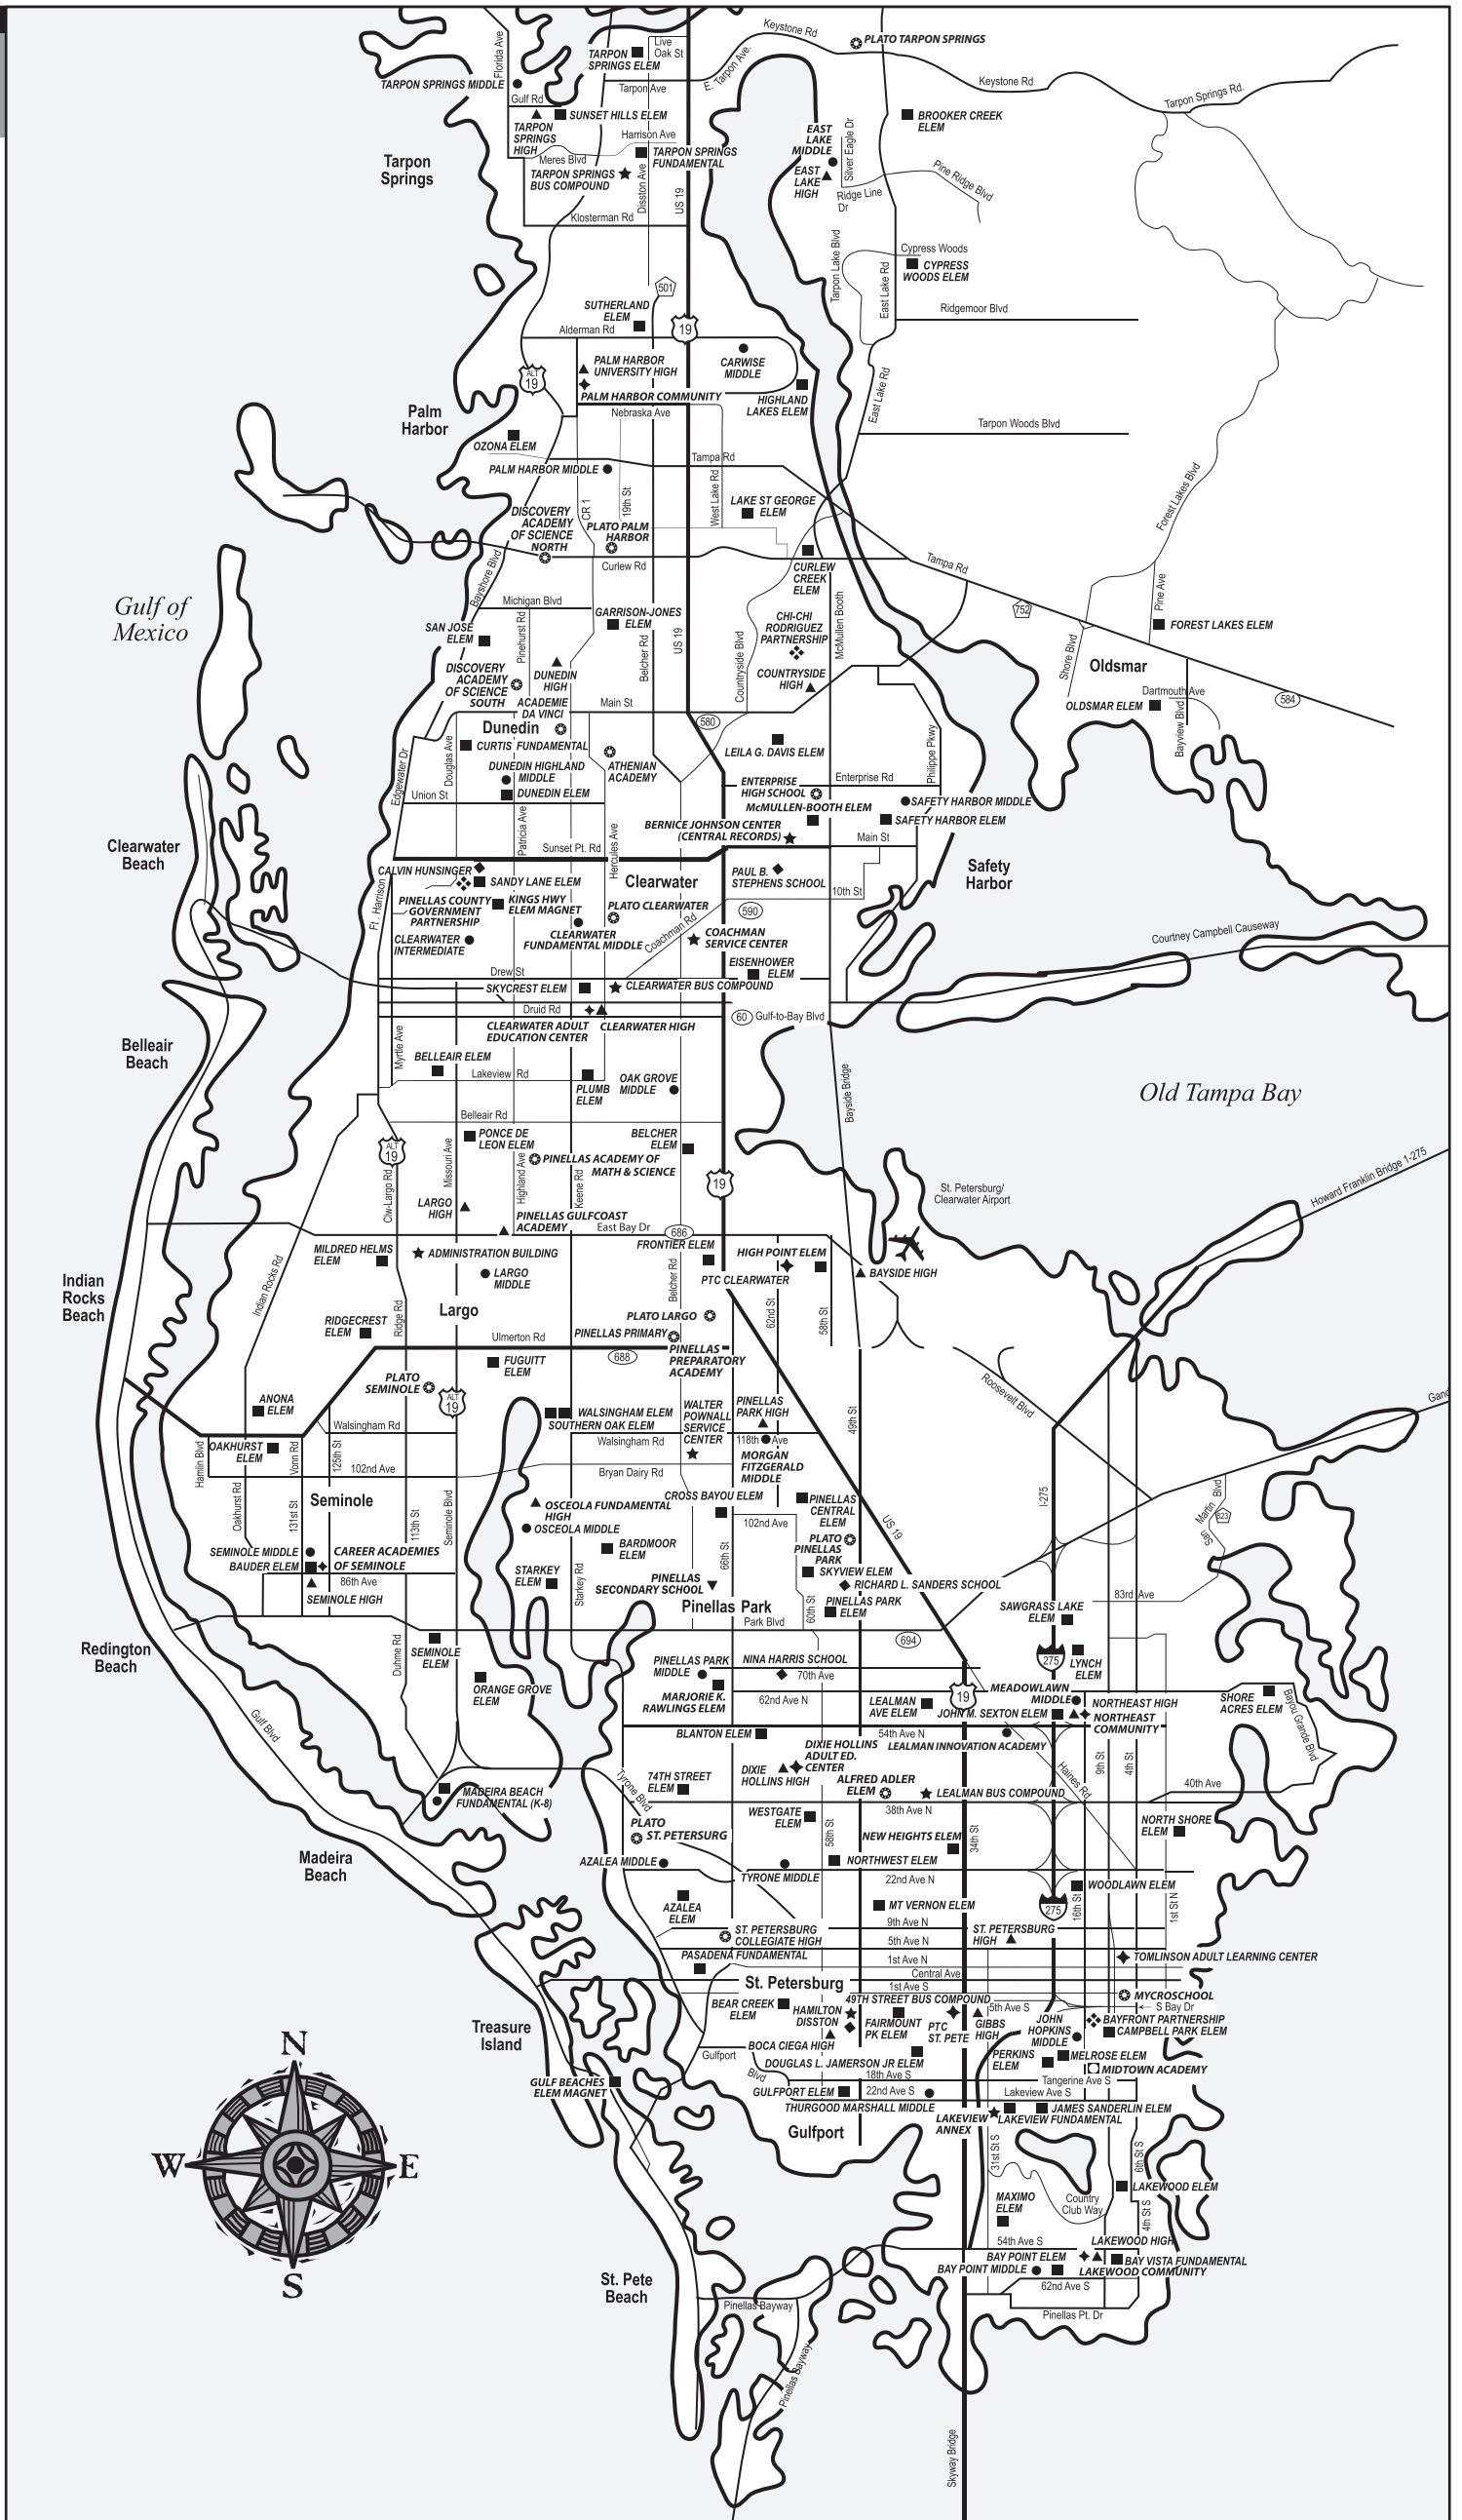 Keystone Rd
PLATO TARPON SPRINGS
Florida Ave
TARPON
SPRINGS ELEM
Live
Oak St
E. Tarpon Ave.
Keystone Rd
Tarpon Springs Rd.
TARPON SPRINGS MIDDLE
Tarpon Ave
Gulf Rd
SUNSET HILLS ELEM
BROOKER CREEK
ELEM
TARPON
SPRINGS
HIGH
Harrison Ave
EAST
LAKE
MIDDLE
Silver Eagle Dr
Meres Blvd
TARPON SPRINGS
FUNDAMENTAL
Tarpon
Springs
TARPON SPRINGS
BUS COMPOUND
Disston Ave
US 19
EAST
LAKE
HIGH
Ridge Line
Dr
Pine Ridge Blvd
Klosterman Rd
Tarpon Lake Blvd
Cypress Woods
CYPRESS
WOODS ELEM
East Lake Rd
501
SUTHERLAND
ELEM
Ridgemoor Blvd
Alderman Rd
19
PALM HARBOR
UNIVERSITY HIGH
CARWISE
MIDDLE
ALT
19
PALM HARBOR COMMUNITY
HIGHLAND
LAKES ELEM
East Lake Rd
Palm
Harbor
Nebraska Ave
Tarpon Woods Blvd
OZONA ELEM
Tampa Rd
PALM HARBOR MIDDLE
CR 1
19th St
West Lake Rd
LAKE ST GEORGE
ELEM
Forest Lakes Blvd
DISCOVERY
ACADEMY
OF SCIENCE
NORTH
PLATO PALM
HARBOR
Curlew Rd
CURLEW
CREEK
ELEM
Tampa Rd
Bayshore Blvd
Gulf of
Mexico
Michigan Blvd
GARRISON-JONES
ELEM
CHI-CHI
RODRIGUEZ
PARTNERSHIP
McMullen Booth
752
Pine Ave
FOREST LAKES ELEM
SAN JOSE
ELEM
Pinehurst Rd
Belcher Rd
US 19
Countryside Blvd
Shore Blvd
Oldsmar
DISCOVERY
ACADEMY
OF SCIENCE
SOUTH
DUNEDIN
HIGH
COUNTRYSIDE
HIGH
Dartmouth Ave
OLDSMAR ELEM
584
ACADEMIE
DA VINCI
Main St
580
Bayview Blvd
Dunedin
CURTIS FUNDAMENTAL
LEILA G. DAVIS ELEM
Philippe Pkwy
Edgewater Dr
Douglas Ave
DUNEDIN HIGHLAND
MIDDLE
ATHENIAN
ACADEMY
ENTERPRISE
HIGH SCHOOL
Enterprise Rd
Union St
DUNEDIN ELEM
SAFETY HARBOR MIDDLE
McMULLEN-BOOTH ELEM
SAFETY HARBOR ELEM
Patricia Ave
Hercules Ave
BERNICE JOHNSON CENTER
(CENTRAL RECORDS)
Main St
Sunset Pt. Rd
Clearwater
Beach
Safety
Harbor
CALVIN HUNSINGER
SANDY LANE ELEM
Clearwater
PAUL B.
STEPHENS SCHOOL
10th St
Ft . Harrison
PINELLAS COUNTY
GOVERNMENT
PARTNERSHIP
KINGS HWY
ELEM MAGNET
PLATO CLEARWATER
590
CLEARWATER
INTERMEDIATE
CLEARWATER
FUNDAMENTAL MIDDLE
Coachman Rd
COACHMAN
SERVICE CENTER
Courtney Campbell Causeway
EISENHOWER
ELEM
Drew St
SKYCREST ELEM
CLEARWATER BUS COMPOUND
Druid Rd
60
Gulf-to-Bay Blvd
CLEARWATER ADULT
EDUCATION CENTER
CLEARWATER HIGH
Belleair
Beach
Myrtle Ave
BELLEAIR ELEM
Lakeview Rd
PLUMB
ELEM
OAK GROVE
MIDDLE
Bayside Bridge
Old Tampa Bay
Belleair Rd
PONCE DE
LEON ELEM
BELCHER
ELEM
ALT
19
Missouri Ave
PINELLAS ACADEMY OF
MATH & SCIENCE
Howard Franklin Bridge 1-275
Clw-Largo Rd
Highland Ave
Keene Rd
19
St. Petersburg/
Clearwater Airport
LARGO
HIGH
PINELLAS GULFCOAST
ACADEMY
East Bay Dr
686
MILDRED HELMS
ELEM
ADMINISTRATION BUILDING
FRONTIER ELEM
HIGH POINT ELEM
Indian Rocks Rd
LARGO
MIDDLE
Belcher Rd
PTC CLEARWATER
BAYSIDE HIGH
Indian
Rocks
Beach
Largo
PLATO LARGO
62nd St
58th St
RIDGECREST
ELEM
Ridge Rd
Ulmerton Rd
PINELLAS PRIMARY
688
PINELLAS
PREPARATORY
ACADEMY
FUGUITT
ELEM
PLATO
SEMINOLE
Roosevelt Blvd
ANONA
ELEM
ALT
19
WALSINGHAM ELEM
SOUTHERN OAK ELEM
WALTER
POWNALL
SERVICE
CENTER
PINELLAS
PARK HIGH
49th St
Walsingham Rd
Walsingham Rd
118th Ave
OAKHURST
ELEM
Hamlin Blvd
Vonn Rd
125th St
102nd Ave
Bryan Dairy Rd
MORGAN
FITZGERALD
MIDDLE
Seminole
CROSS BAYOU ELEM
PINELLAS
CENTRAL
ELEM
I-275
San Martin Blvd
823
Oakhurst Rd
131st St
113th St
Seminole Blvd
OSCEOLA FUNDAMENTAL
HIGH
OSCEOLA MIDDLE
102nd Ave
US 19
PLATO
PINELLAS
PARK
SEMINOLE MIDDLE
CAREER ACADEMIES
OF SEMINOLE
BAUDER ELEM
BARDMOOR
ELEM
66th St
SKYVIEW ELEM
86th Ave
STARKEY
ELEM
Starkey Rd
PINELLAS
SECONDARY SCHOOL
RICHARD L. SANDERS SCHOOL
83rd Ave
SEMINOLE HIGH
Pinellas Park
60th St
PINELLAS PARK
ELEM
SAWGRASS LAKE
ELEM
Park Blvd
694
Redington
Beach
Duhme Rd
SEMINOLE
ELEM
PINELLAS PARK
MIDDLE
NINA HARRIS SCHOOL
70th Ave
275
LYNCH
ELEM
ORANGE GROVE
ELEM
MARJORIE K.
RAWLINGS ELEM
62nd Ave N
LEALMAN
AVE ELEM
19
MEADOWLAWN
MIDDLE
JOHN M. SEXTON ELEM
NORTHEAST HIGH
NORTHEAST
COMMUNITY
SHORE
ACRES ELEM
Bayou Grande Blvd
Gulf Blvd
BLANTON ELEM
54th Ave N
LEALMAN INNOVATION ACADEMY
DIXIE HOLLINS
ADULT ED.
CENTER
DIXIE
HOLLINS HIGH
74TH STREET
ELEM
Tyrone Blvd
ALFRED ADLER
ELEM
LEALMAN BUS COMPOUND
Haines Rd
9th St
4th St
40th Ave
MADEIRA BEACH
FUNDAMENTAL (K-8)
WESTGATE
ELEM
38th Ave N
NORTH SHORE
ELEM
PLATO
ST. PETERSURG
58th St
NEW HEIGHTS ELEM
34th St
Madeira
Beach
AZALEA MIDDLE
TYRONE MIDDLE
NORTHWEST ELEM
22nd Ave N
WOODLAWN ELEM
AZALEA
ELEM
MT VERNON ELEM
275
16th St
1st St N
9th Ave N
ST. PETERSBURG
COLLEGIATE HIGH
5th Ave N
ST. PETERSBURG
HIGH
PASADENA FUNDAMENTAL
1st Ave N
TOMLINSON ADULT LEARNING CENTER
Central Ave
St. Petersburg
1st Ave S
MYCROSCHOOL
S Bay Dr
BEAR CREEK
ELEM
HAMILTON
DISSTON
49TH STREET BUS COMPOUND
5th Ave S
FAIRMOUNT
PK ELEM
PTC
ST. PETE
GIBBS
HIGH
JOHN
HOPKINS
MIDDLE
BAYFRONT PARTNERSHIP
CAMPBELL PARK ELEM
Treasure
Island
BOCA CIEGA HIGH
Gulfport
Blvd
DOUGLAS L. JAMERSON JR ELEM
PERKINS
ELEM
MELROSE ELEM
MIDTOWN ACADEMY
18th Ave S
Tangerine Ave S
GULF BEACHES
ELEM MAGNET
GULFPORT ELEM
22nd Ave S
Lakeview Ave S
THURGOOD MARSHALL MIDDLE
JAMES SANDERLIN ELEM
LAKEVIEW
ANNEX
LAKEVIEW FUNDAMENTAL
Gulfport
31st St S
6th St S
N
W
E
S
MAXIMO
ELEM
Country
Club Way
LAKEWOOD ELEM
4th St S
54th Ave S
LAKEWOOD HIGH
BAY POINT ELEM
BAY VISTA FUNDAMENTAL
BAY POINT MIDDLE
LAKEWOOD COMMUNITY
62nd Ave S
St. Pete
Beach
Pinellas Bayway
Pinellas Pt. Dr
Pinellas Bayway
Skyway Bridge